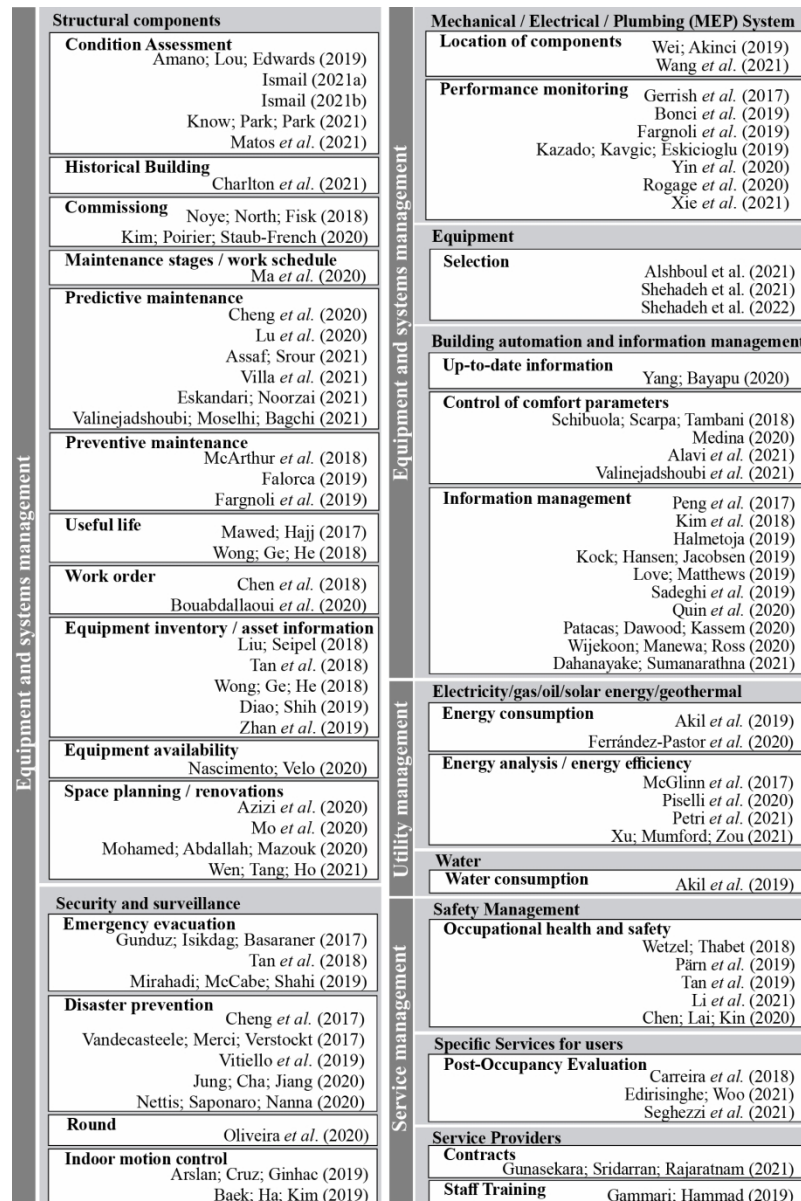 Equipment and systems management
Structural components
Condition Assessment
Amano; Lou; Edwards (2019)
Ismail (2021a)
Ismail (2021b)
Know; Park; Park (2021)
Matos et al. (2021)
Historical Building
Charlton et al. (2021)
Commissiong
Noye; North; Fisk (2018)
Kim; Poirier; Staub-French (2020)
Maintenance stages / work schedule
Ma et al. (2020)
Predictive maintenance
Cheng et al. (2020)
Lu et al. (2020)
Assaf; Srour (2021)
Villa et al. (2021)
Eskandari; Noorzai (2021)
Valinejadshoubi; Moselhi; Bagchi (2021)
Preventive maintenance
McArthur et al. (2018)
Falorca (2019)
Fargnoli et al. (2019)
Useful life
Mawed; Hajj (2017)
Wong; Ge; He (2018)
Work order
Chen et al. (2018)
Bouabdallaoui et al. (2020)
Equipment inventory / asset information
Liu; Seipel (2018)
Tan et al. (2018)
Wong; Ge; He (2018)
Diao; Shih (2019)
Zhan et al. (2019)
Equipment availability
Nascimento; Velo (2020)
Space planning / renovations
Azizi et al. (2020)
Mo et al. (2020)
Mohamed; Abdallah; Mazouk (2020)
Wen; Tang; Ho (2021)
Security and surveillance
Emergency evacuation
Gunduz; Isikdag; Basaraner (2017)
Tan et al. (2018)
Mirahadi; McCabe; Shahi (2019)
Disaster prevention
Cheng et al. (2017)
Vandecasteele; Merci; Verstockt (2017)
Vitiello et al. (2019)
Jung; Cha; Jiang (2020)
Nettis; Saponaro; Nanna (2020)
Round
Oliveira et al. (2020)
Indoor motion control
Arslan; Cruz; Ginhac (2019)
Baek; Ha; Kim (2019)
Equipment and systems management
Mechanical / Electrical / Plumbing (MEP) System
Location of components
Wei; Akinci (2019)
Wang et al. (2021)
Performance monitoring
Gerrish et al. (2017)
Bonci et al. (2019)
Fargnoli et al. (2019)
Kazado; Kavgic; Eskicioglu (2019)
Yin et al. (2020)
Rogage et al. (2020)
Xie et al. (2021)
Equipment
Selection
Alshboul et al. (2021)
Shehadeh et al. (2021)
Shehadeh et al. (2022)
Building automation and information management
Up-to-date information
Yang; Bayapu (2020)
Control of comfort parameters
Schibuola; Scarpa; Tambani (2018)
Medina (2020)
Alavi et al. (2021)
Valinejadshoubi et al. (2021)
Information management
Peng et al. (2017)
Kim et al. (2018)
Halmetoja (2019)
Kock; Hansen; Jacobsen (2019)
Love; Matthews (2019)
Sadeghi et al. (2019)
Quin et al. (2020)
Patacas; Dawood; Kassem (2020)
Wijekoon; Manewa; Ross (2020)
Dahanayake; Sumanarathna (2021)
Utility management
Electricity/gas/oil/solar energy/geothermal
Energy consumption
Akil et al. (2019)
Ferrández-Pastor et al. (2020)
Energy analysis / energy efficiency
McGlinn et al. (2017)
Piselli et al. (2020)
Petri et al. (2021)
Xu; Mumford; Zou (2021)
Water
Water consumption
Akil et al. (2019)
Service management
Safety Management
Occupational health and safety
Wetzel; Thabet (2018)
Pärn et al. (2019)
Tan et al. (2019)
Li et al. (2021)
Chen; Lai; Kin (2020)
Specific Services for users
Post-Occupancy Evaluation
Carreira et al. (2018)
Edirisinghe; Woo (2021)
Seghezzi et al. (2021)
Service Providers
Contracts
Gunasekara; Sridarran; Rajaratnam (2021)
Staff Training
Gammari; Hammad (2019)